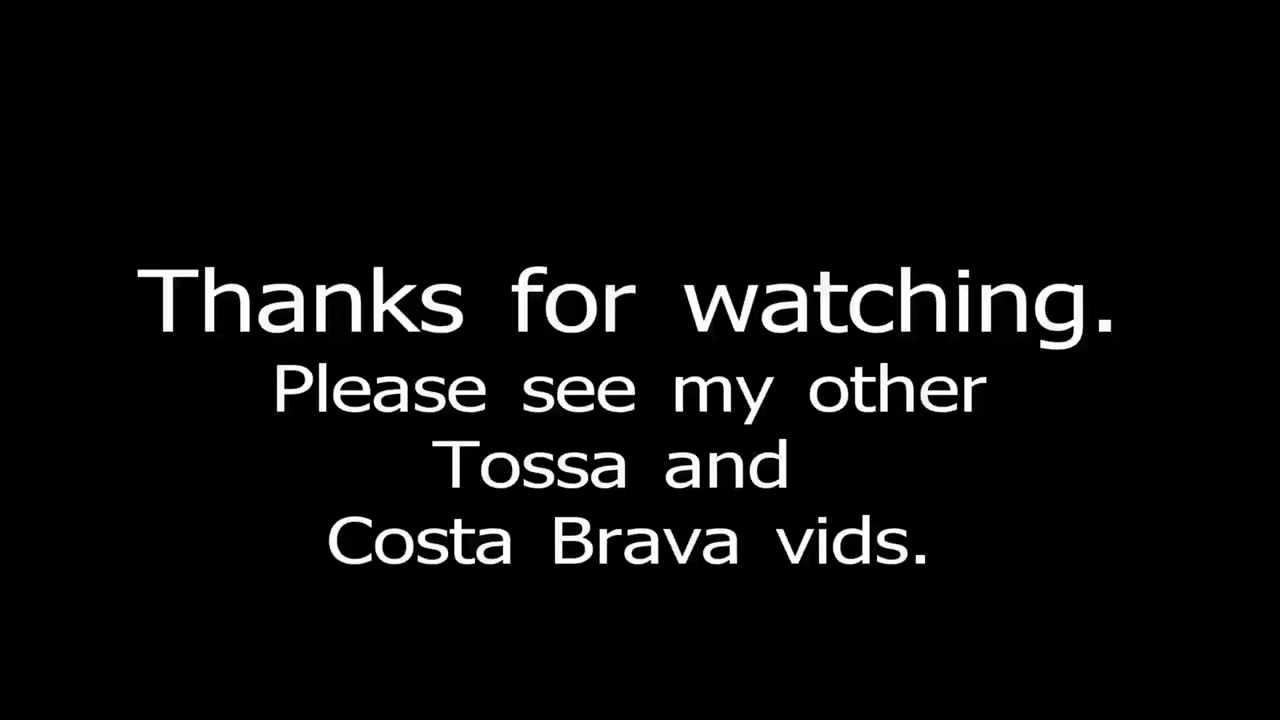 Thanks for watching.
Please see my other
Tossa and
Costa Brava vids.